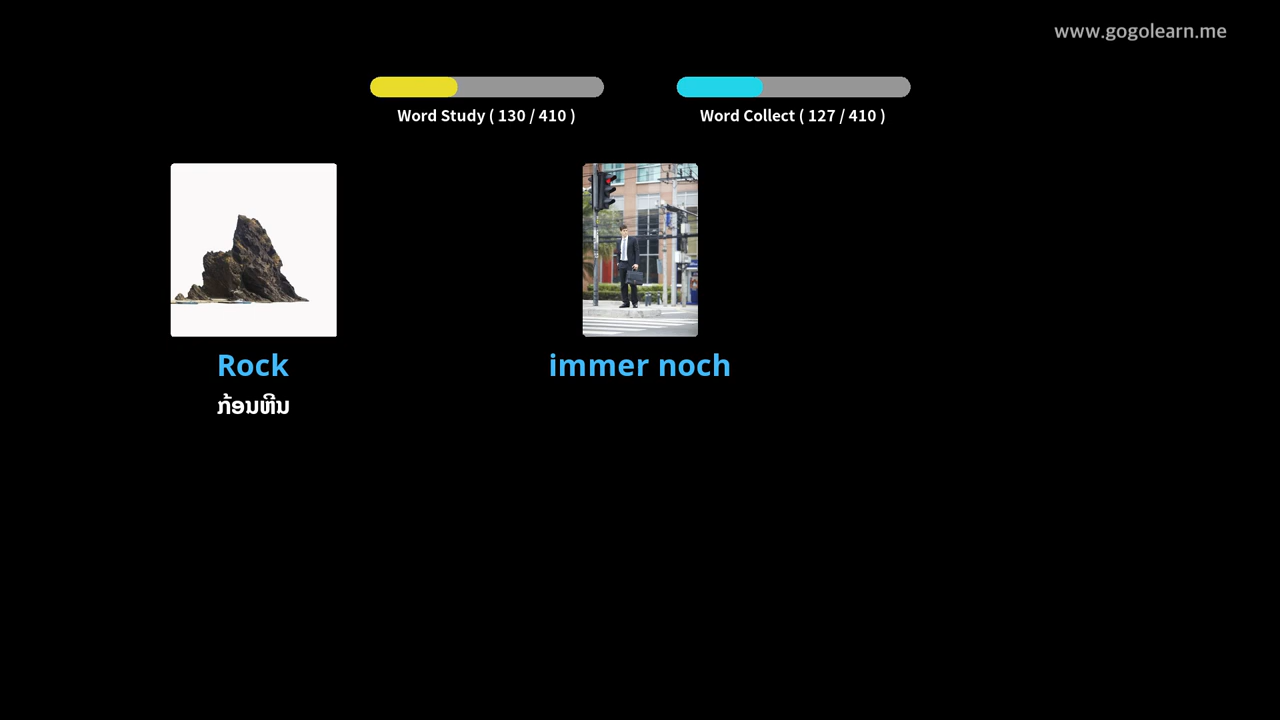 www.gogolearn.me
Word Study ( 130 / 410 )
Word Collect ( 127 / 410 )
Rock
ກ້ອນຫີນ
immer noch